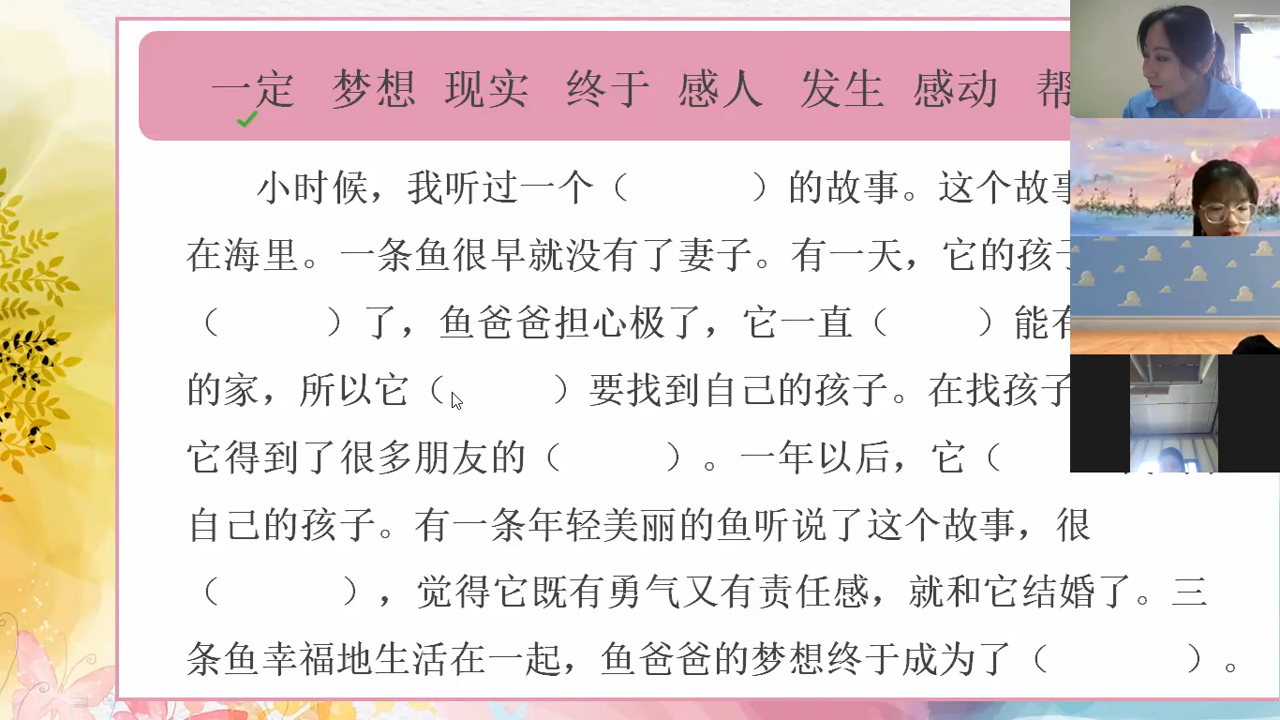 一定 梦想 现实 终于 感人 发生 感动 帮
小时候，我听过一个（ ）的故事。这个故事
在海里。一条鱼很早就没有了妻子。有一天，它的孩子
（ ）了，鱼爸爸担心极了，它一直（ ）能有
的家，所以它（ ）要找到自己的孩子。在找孩子
它得到了很多朋友的（ ）。一年以后，它（
自己的孩子。有一条年轻美丽的鱼听说了这个故事，很
（ ），觉得它既有勇气又有责任感，就和它结婚了。三
条鱼幸福地生活在一起，鱼爸爸的梦想终于成为了（ ）。